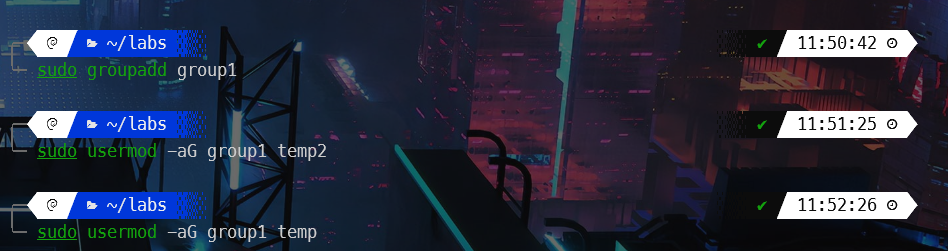 ~/labs ✔ 11:50:42
sudo groupadd group1
~/labs ✔ 11:51:25
sudo usermod -aG group1 temp2
~/labs ✔ 11:52:26
sudo usermod -aG group1 temp